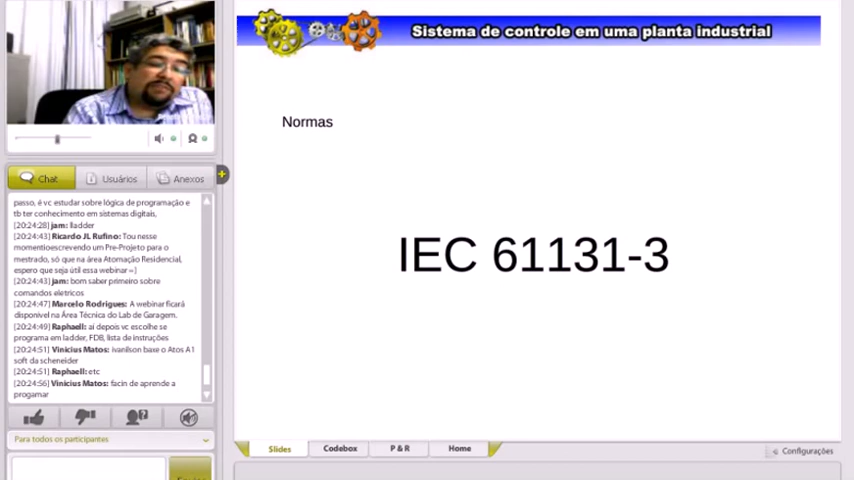 Sistema de controle em uma planta industrial
Normas
IEC 61131-3
Chat
Usuários
Anexos
passo, é vc estudar sobre lógica de programação e
tb ter conhecimento em sistemas digitais,
[20:24:28] jam: lladder
[20:24:43] Ricardo JL Rufino: Tou nesse
momentioescrevendo um Pre-Projeto para o
mestrado, só que na área Atomação Residencial,
espero que seja útil essa webinar =)
[20:24:43] jam: bom saber primeiro sobre
comandos eletricos
[20:24:47] Marcelo Rodrigues: A webinar ficará
disponivel na Área Técnica do Lab de Garagem.
[20:24:49] Raphaell: ai depois vc escolhe se
programa em ladder, FDB, lista de instruções
[20:24:51] Vinicius Matos: ivanilson baxe o Atos A1
soft da scheneider
[20:24:51] Raphaell: etc
[20:24:56] Vinicius Matos: facin de aprende a
progamar
Para todos os participantes
Slides
Codebox
P & R
Home
Configurações